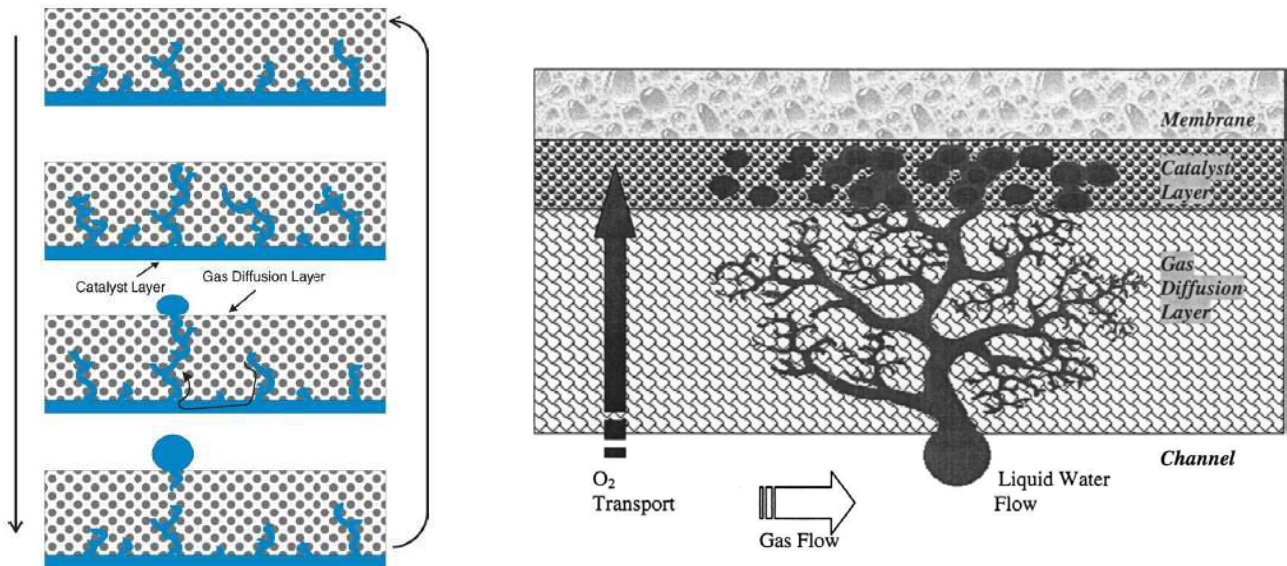 Catalyst Layer
Gas Diffusion Layer
Membrane
Catalyst
Layer
Gas
Diffusion
Layer
Channel
O₂
Transport
Gas Flow
Liquid Water
Flow